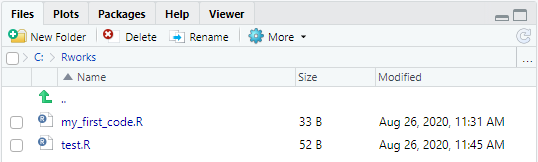 Files Plots Packages Help Viewer
New Folder Delete Rename More
C: Rworks ...
Name Size Modified
..
my_first_code.R 33 B Aug 26, 2020, 11:31 AM
test.R 52 B Aug 26, 2020, 11:45 AM